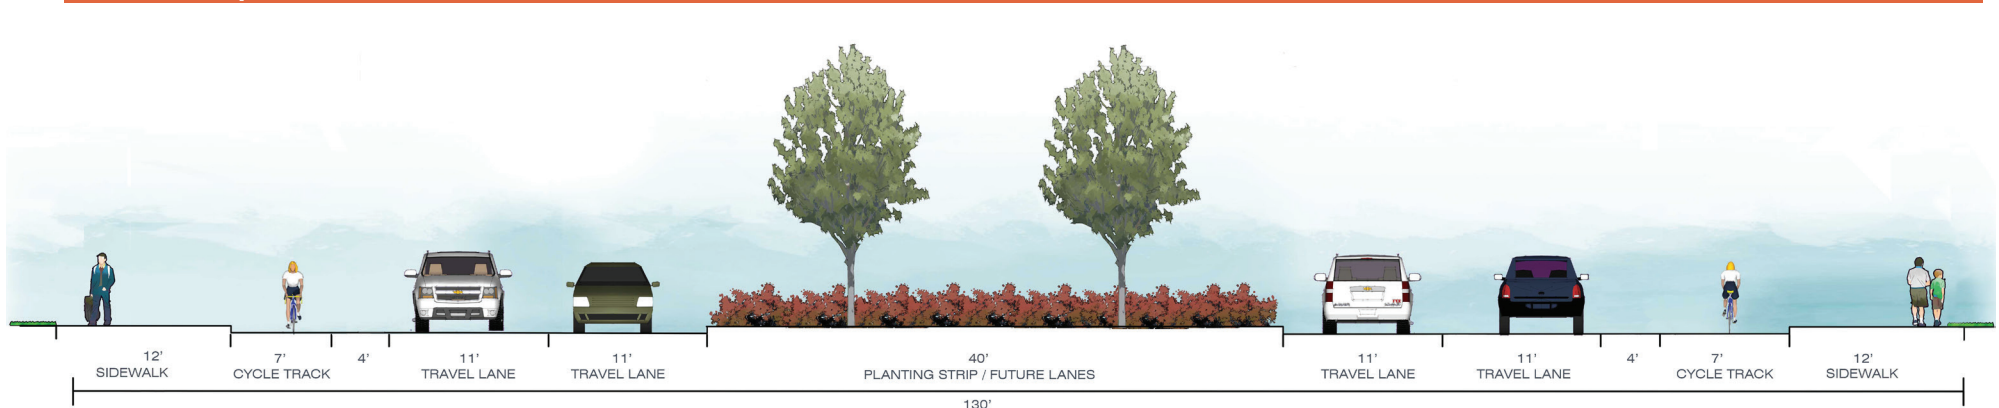 12' 7' 4' 11' 11' 40' 11' 11' 4' 7' 12'
SIDEWALK CYCLE TRACK TRAVEL LANE TRAVEL LANE PLANTING STRIP / FUTURE LANES TRAVEL LANE TRAVEL LANE CYCLE TRACK SIDEWALK
130'